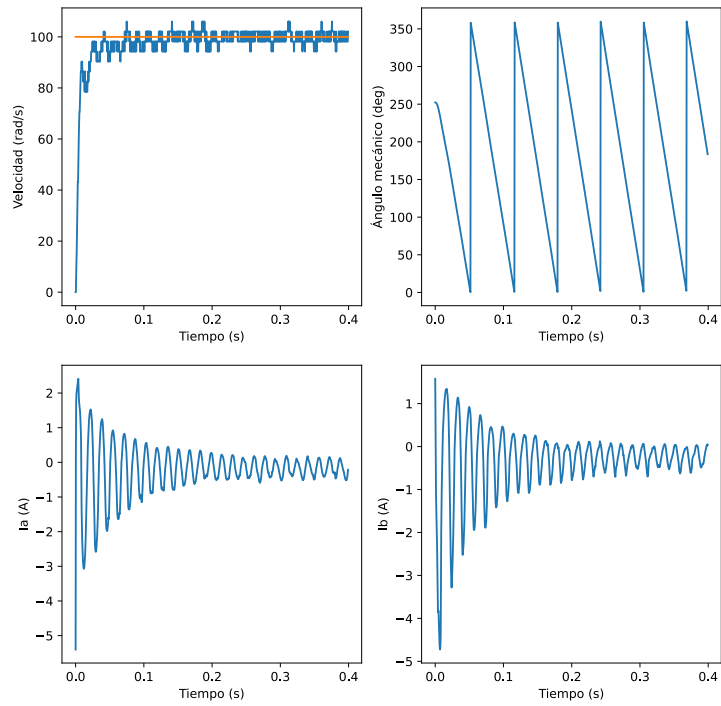 100
80
60
40
20
0
Velocidad (rad/s)
0.0 0.1 0.2 0.3 0.4
Tiempo (s)
350
300
250
200
150
100
50
0
Ángulo mecánico (deg)
0.0 0.1 0.2 0.3 0.4
Tiempo (s)
2
1
0
−1
−2
−3
−4
−5
Ia (A)
0.0 0.1 0.2 0.3 0.4
Tiempo (s)
1
0
−1
−2
−3
−4
−5
Ib (A)
0.0 0.1 0.2 0.3 0.4
Tiempo (s)